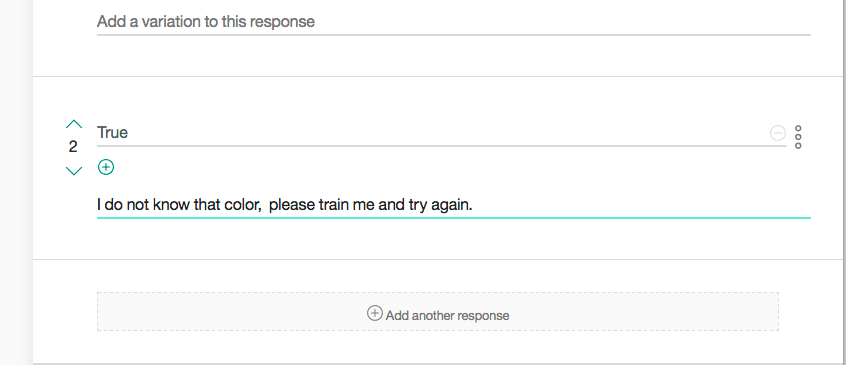 Add a variation to this response
True
2
I do not know that color,  please train me and try again.
Add another response